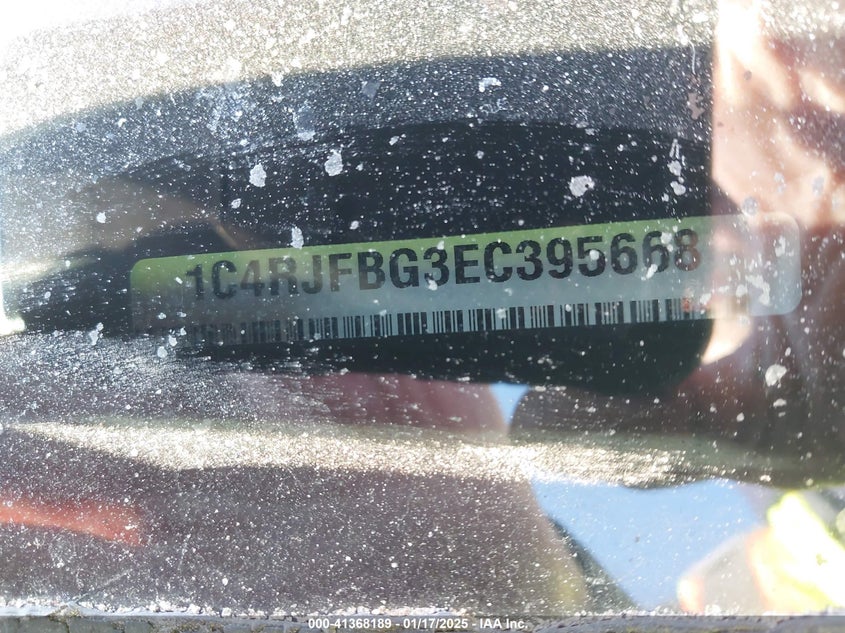 1C4RJFBG3EC395668
000-41368189 - 01/17/2025 - IAA Inc.